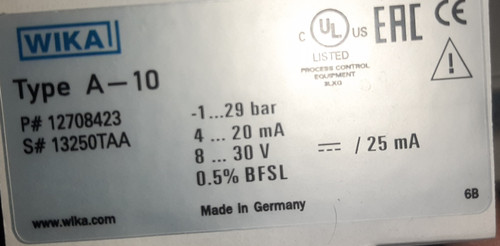 WIKA
Type A-10
P# 12708423
S# 13250TAA
-1...29 bar
4 ... 20 mA
8 ... 30 V
/ 25 mA
0.5% BFSL
c UL US EAC CE
LISTED
PROCESS CONTROL
EQUIPMENT
www.wika.com
Made in Germany
6B